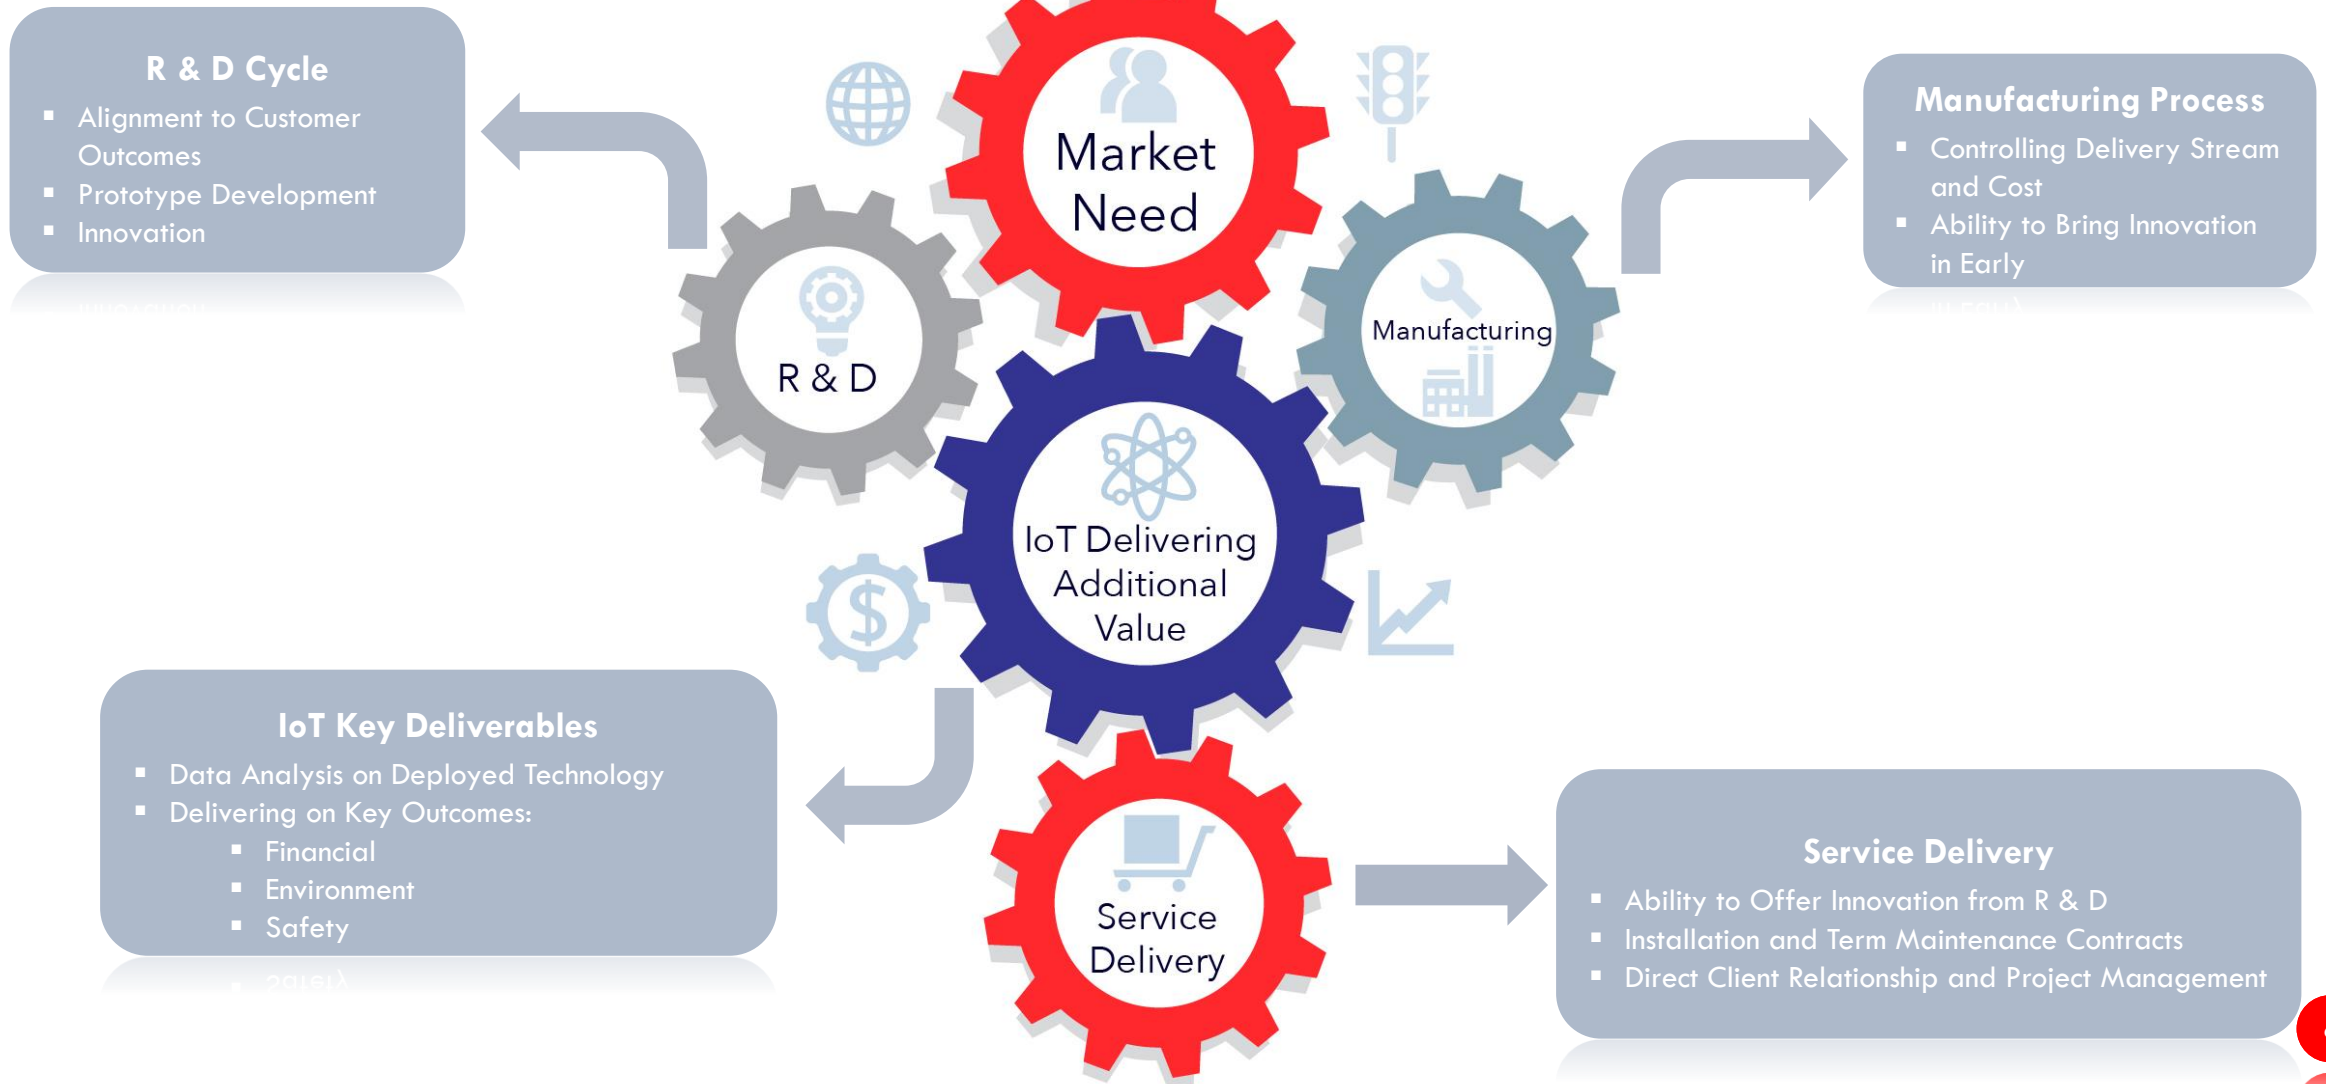 R & D Cycle
▪ Alignment to Customer
Outcomes
▪ Prototype Development
▪ Innovation
Market
Need
Manufacturing Process
▪ Controlling Delivery Stream
and Cost
▪ Ability to Bring Innovation
in Early
R & D
Manufacturing
IoT Delivering
Additional
Value
IoT Key Deliverables
▪ Data Analysis on Deployed Technology
▪ Delivering on Key Outcomes:
▪ Financial
▪ Environment
▪ Safety
$
Service
Delivery
Service Delivery
▪ Ability to Offer Innovation from R & D
▪ Installation and Term Maintenance Contracts
▪ Direct Client Relationship and Project Management